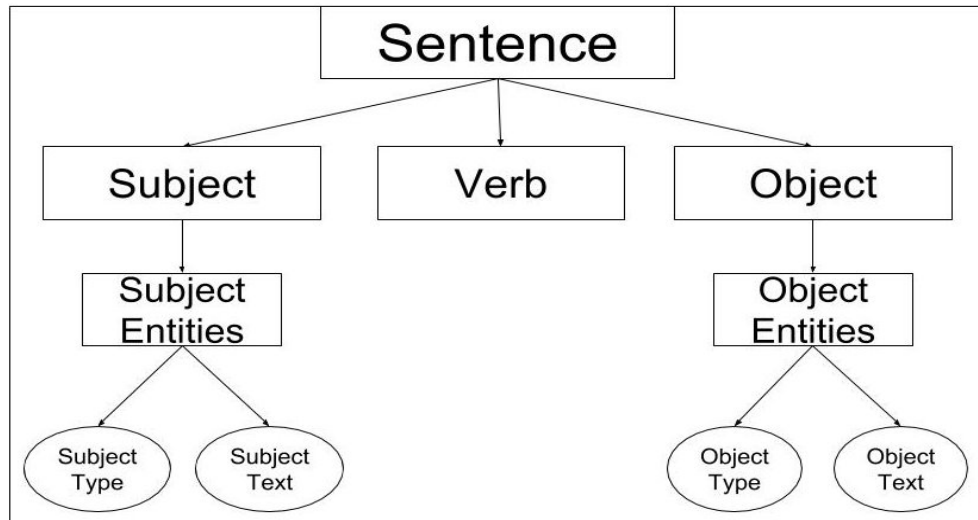 Sentence
Subject
Verb
Object
Subject
Entities
Object
Entities
Subject
Type
Subject
Text
Object
Type
Object
Text